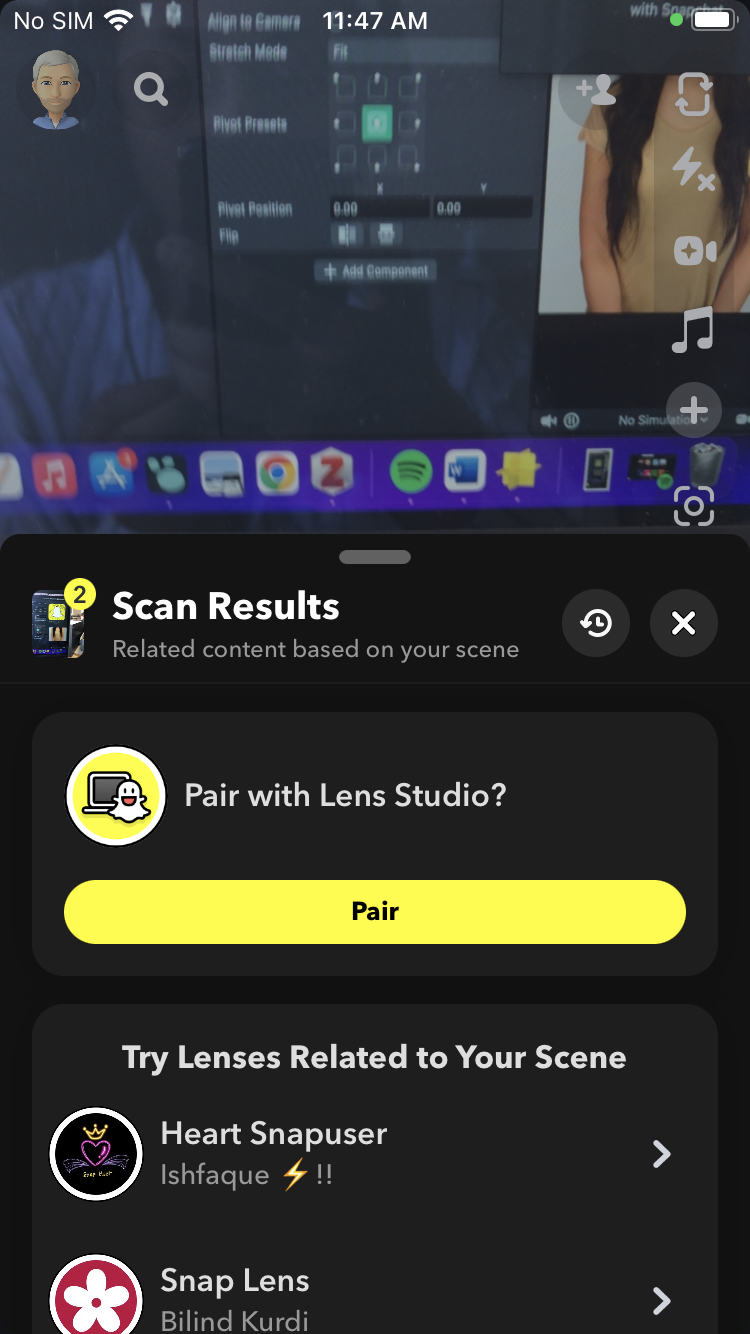 No SIM
11:47 AM
with Snapchat
Align to Camera
Stretch Mode
Fit
Pivot Presets
X
Y
Pivot Position
0.00
0.00
Flip
+ Add Component
No Simulation
2
Scan Results
Related content based on your scene
Pair with Lens Studio?
Pair
Try Lenses Related to Your Scene
Heart Snapuser
Ishfaque ⚡!!
Snap Lens
Bilind Kurdi